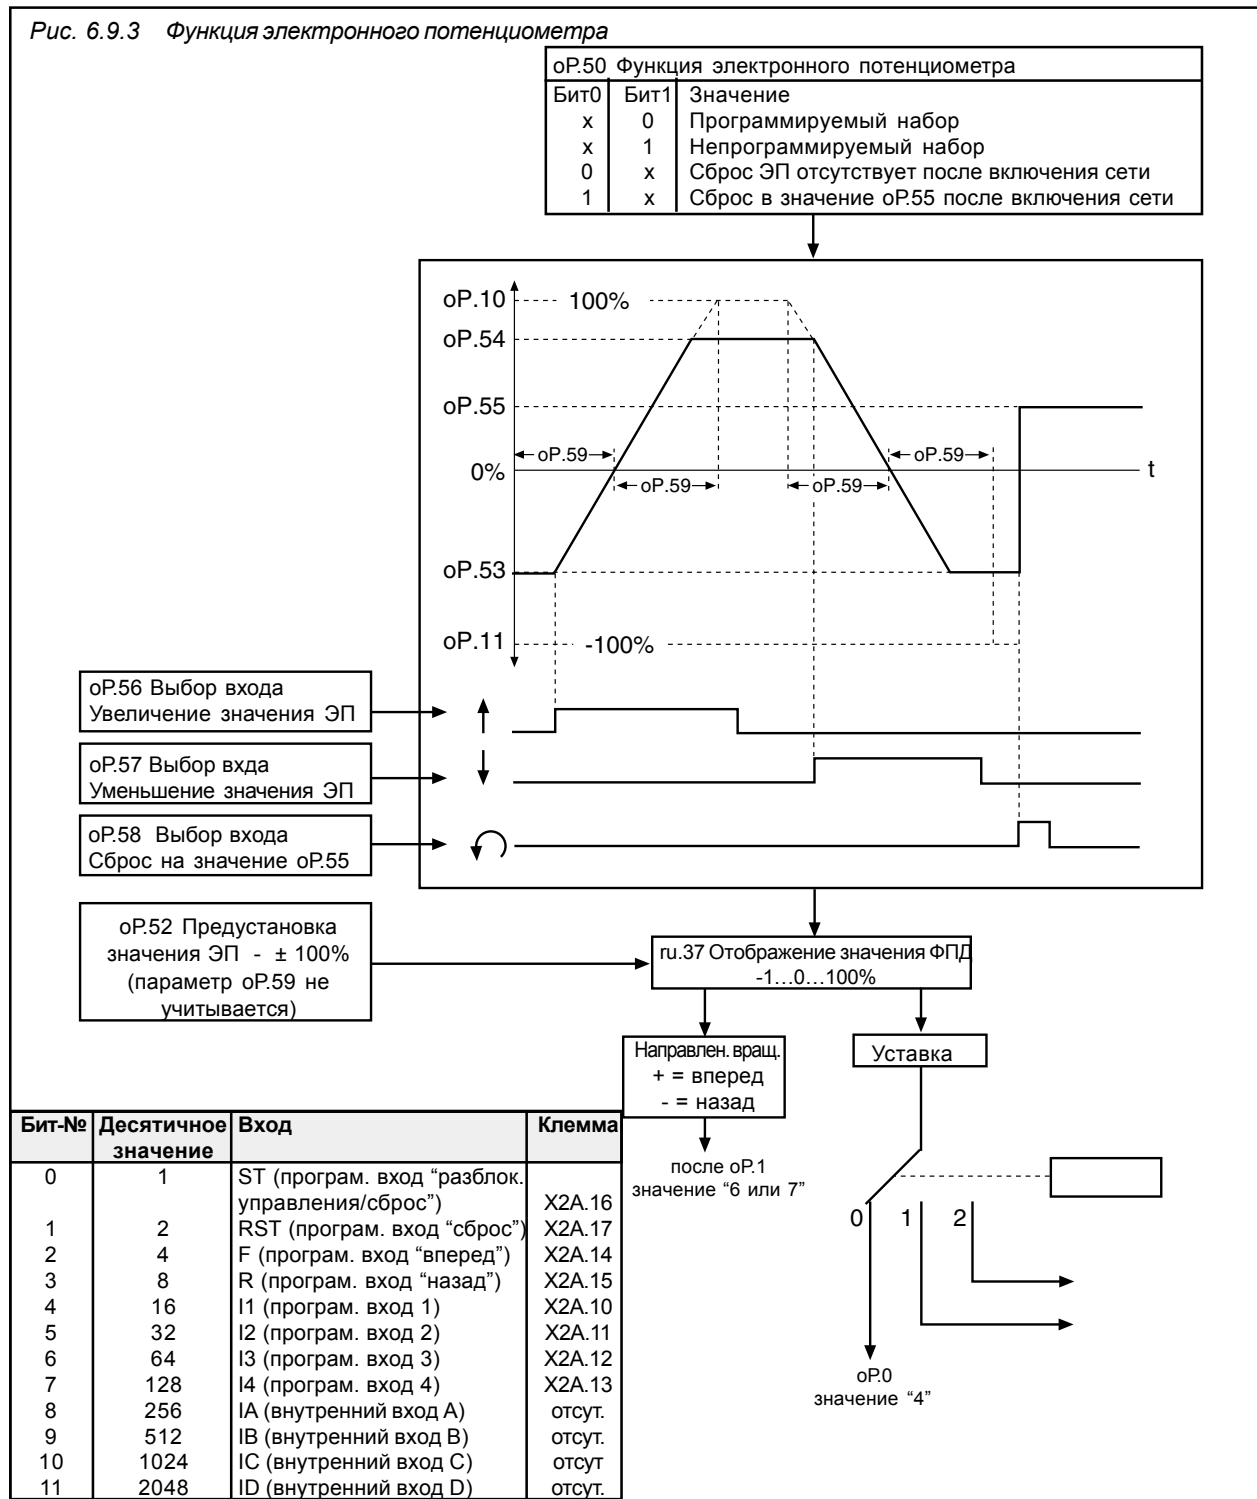 Рис. 6.9.3 Функция электронного потенциометра
oP.50 Функция электронного потенциометра
Бит0 Бит1 Значение
x 0 Программируемый набор
x 1 Непрограммируемый набор
0 x Сброс ЭП отсутствует после включения сети
1 x Сброс в значение oP.55 после включения сети
oP.10 100%
oP.54
oP.55
oP.59 oP.59
0% t
oP.59 oP.59
oP.53
oP.11 -100%
oP.56 Выбор входа
Увеличение значения ЭП
oP.57 Выбор вхда
Уменьшение значения ЭП
oP.58 Выбор входа
Сброс на значение oP.55
oP.52 Предустановка
значения ЭП - ± 100%
(параметр oP.59 не
учитывается)
ru.37 Отображение значения ФПД
-1…0…100%
Направлен. вращ.
+ = вперед
- = назад
Уставка
после oP.1
значение “6 или 7”
0 1 2
oP.0
значение “4”
Бит-№ Десятичное Вход Клемма
значение
0 1 ST (програм. вход “разблок.
управления/сброс”) X2A.16
1 2 RST (програм. вход “сброс”) X2A.17
2 4 F (програм. вход “вперед”) X2A.14
3 8 R (програм. вход “назад”) X2A.15
4 16 I1 (програм. вход 1) X2A.10
5 32 I2 (програм. вход 2) X2A.11
6 64 I3 (програм. вход 3) X2A.12
7 128 I4 (програм. вход 4) X2A.13
8 256 IA (внутренний вход A) отсут.
9 512 IB (внутренний вход B) отсут.
10 1024 IC (внутренний вход C) отсут
11 2048 ID (внутренний вход D) отсут.